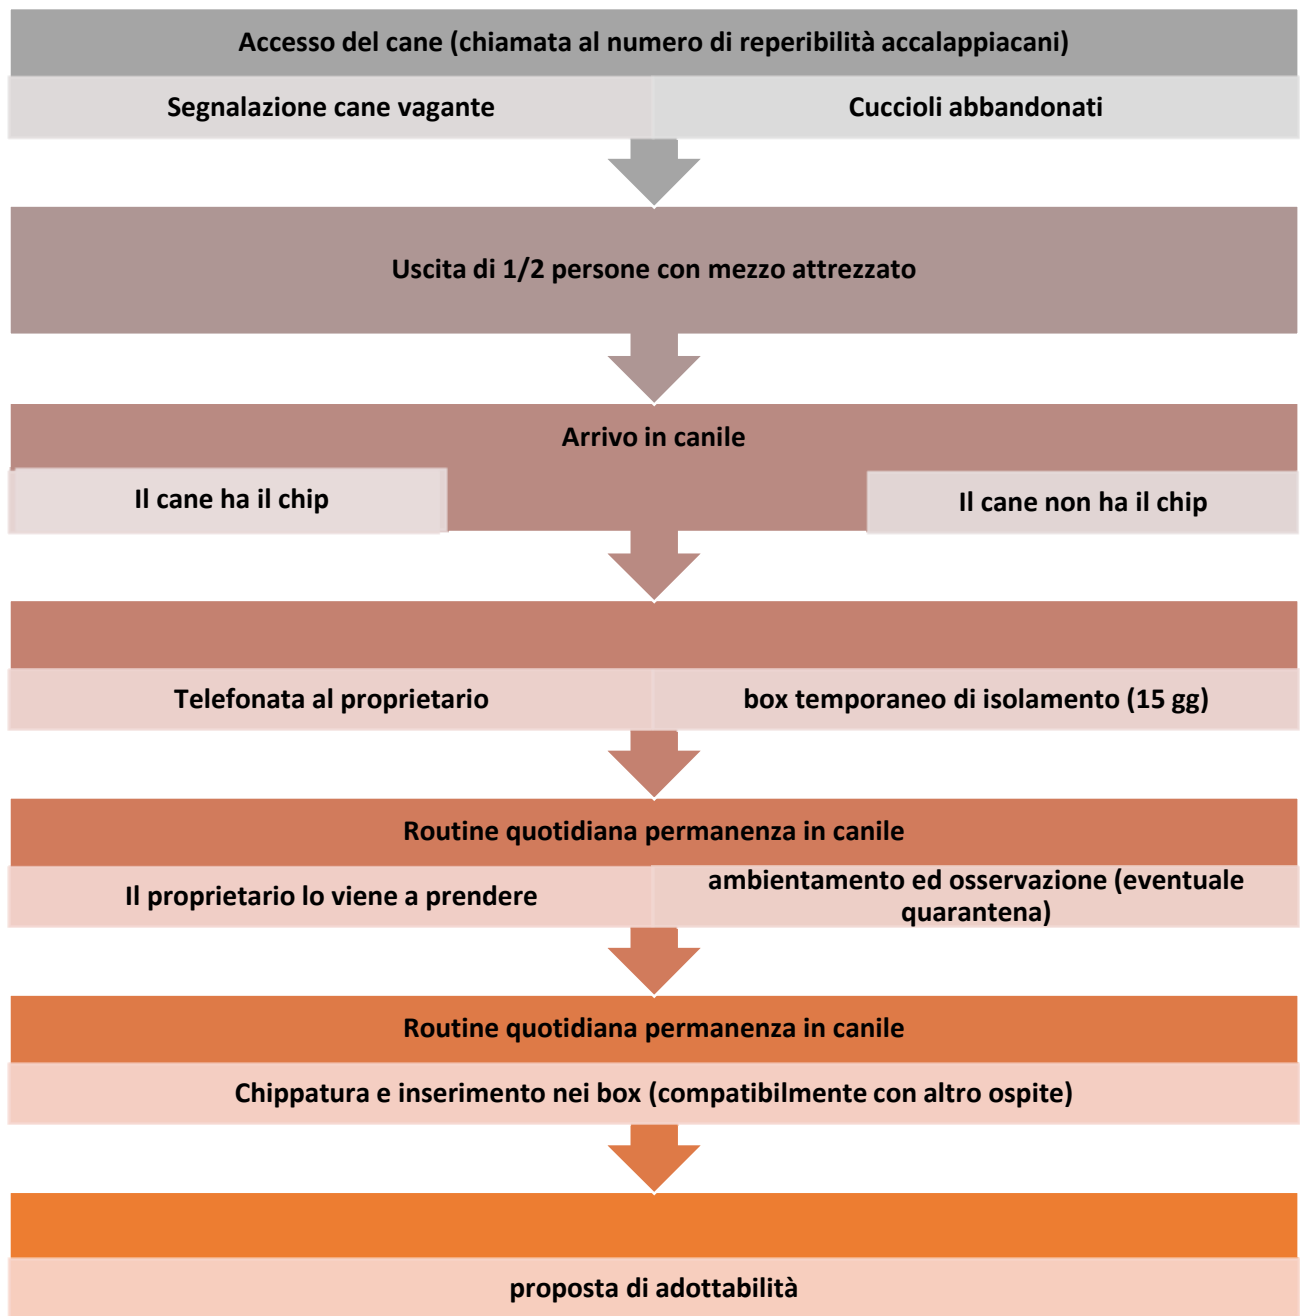 Accesso del cane (chiamata al numero di reperibilità accalappiacani)
Segnalazione cane vagante
Cuccioli abbandonati
Uscita di 1/2 persone con mezzo attrezzato
Arrivo in canile
Il cane ha il chip
Il cane non ha il chip
Telefonata al proprietario
box temporaneo di isolamento (15 gg)
Routine quotidiana permanenza in canile
Il proprietario lo viene a prendere
ambientamento ed osservazione (eventuale
quarantena)
Routine quotidiana permanenza in canile
Chippatura e inserimento nei box (compatibilmente con altro ospite)
proposta di adottabilità